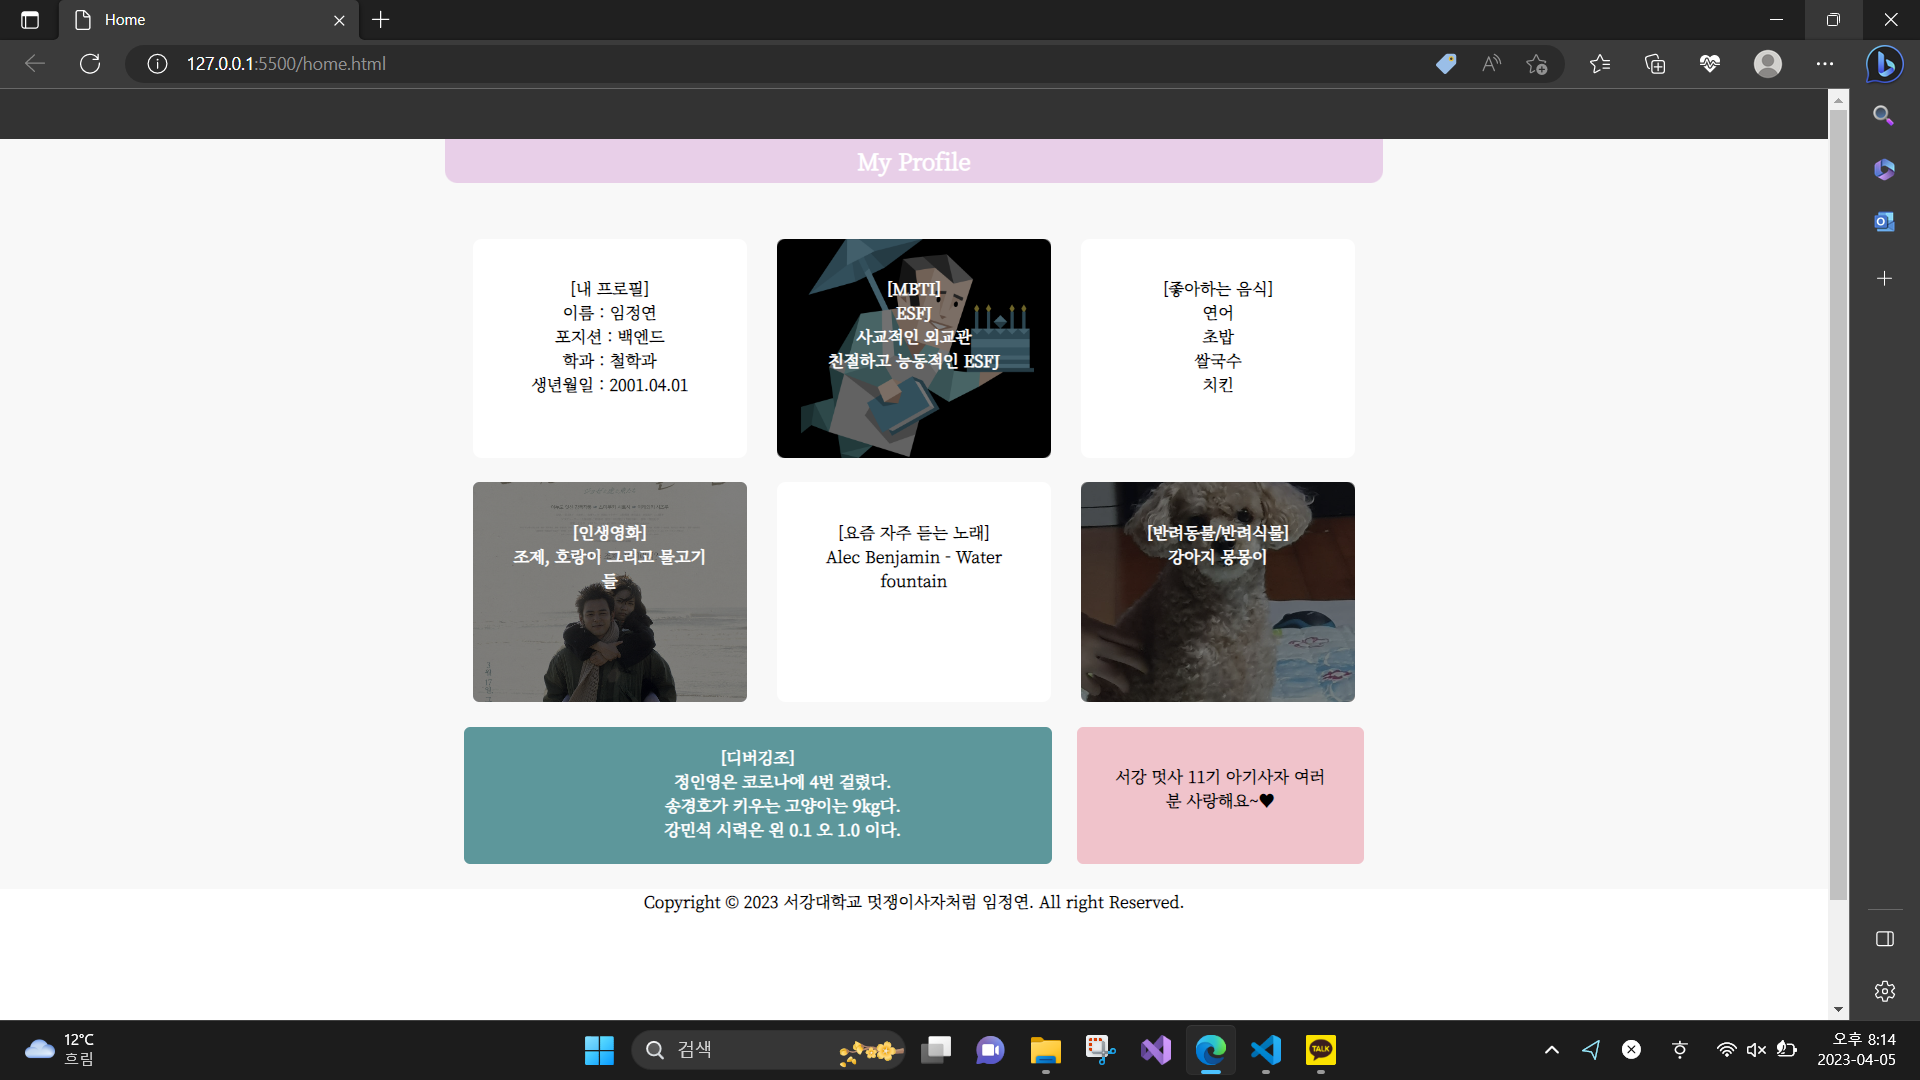 Home
127.0.0.1:5500/home.html
My Profile
[내 프로필]
이름 : 임정연
포지션 : 백엔드
학과 : 철학과
생년월일 : 2001.04.01
[MBTI]
ESFJ
사교적인 외교관
친절하고 능동적인 ESFJ
[좋아하는 음식]
연어
초밥
쌀국수
치킨
[인생영화]
조제, 호랑이 그리고 물고기
들
[요즘 자주 듣는 노래]
Alec Benjamin - Water
fountain
[반려동물/반려식물]
강아지 몽몽이
[디버깅조]
정인영은 코로나에 4번 걸렸다.
송경호가 키우는 고양이는 9kg다.
강민석 시력은 왼 0.1 오 1.0 이다.
서강 멋사 11기 아기사자 여러
분 사랑해요~♥
Copyright © 2023 서강대학교 멋쟁이사자처럼 임정연. All right Reserved.
12°C
흐림
검색
TALK
오후 8:14
2023-04-05